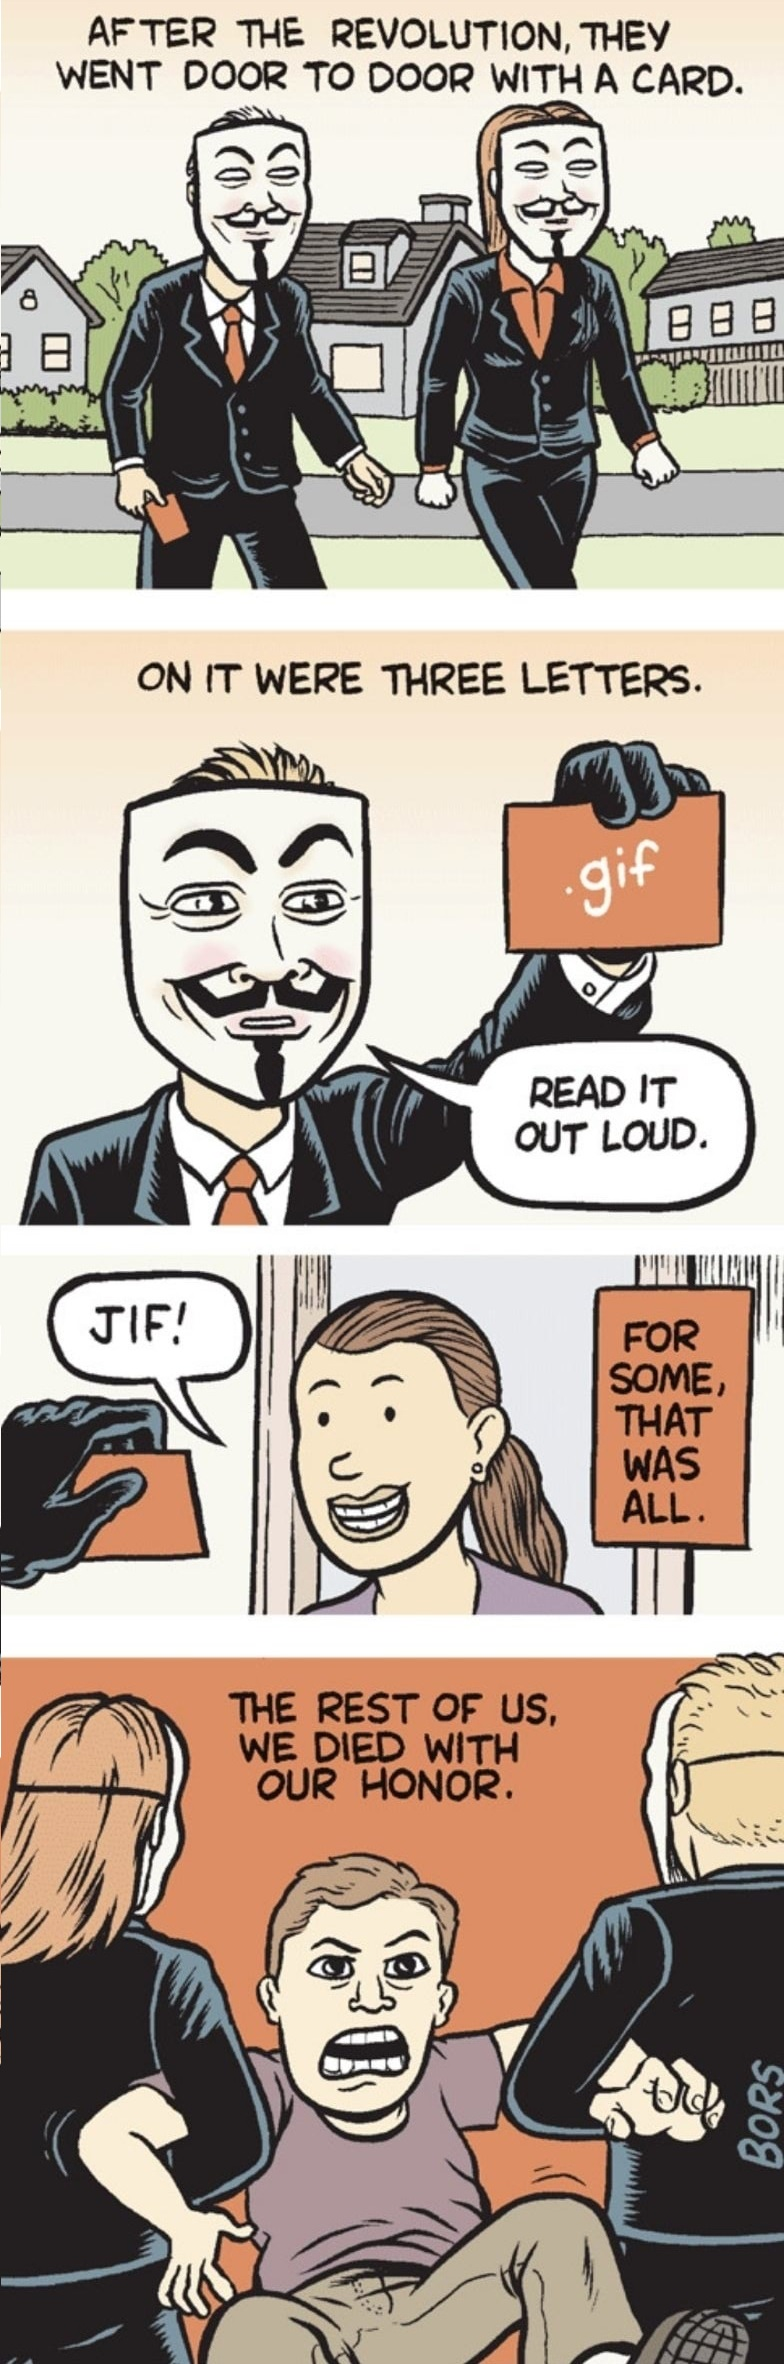 AFTER THE REVOLUTION, THEY
WENT DOOR TO DOOR WITH A CARD.
ON IT WERE THREE LETTERS.
.gif
READ IT
OUT LOUD.
JIF!
FOR
SOME,
THAT
WAS
ALL.
THE REST OF US,
WE DIED WITH
OUR HONOR.
BORS